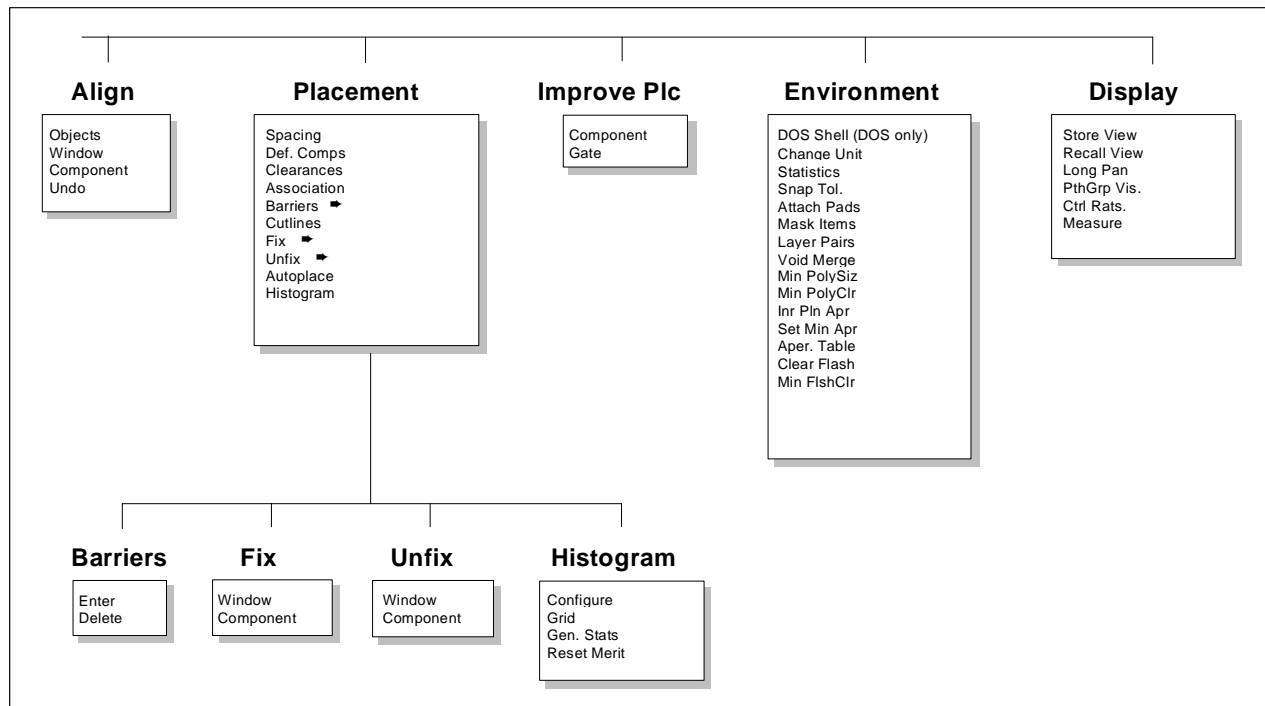 Align
Objects
Window
Component
Undo
Placement
Spacing
Def. Comps
Clearances
Association
Barriers ➨
Cutlines
Fix ➨
Unfix ➨
Autoplace
Histogram
Improve Plc
Component
Gate
Environment
DOS Shell (DOS only)
Change Unit
Statistics
Snap Tol.
Attach Pads
Mask Items
Layer Pairs
Void Merge
Min PolySiz
Min PolyClr
Inr Pln Apr
Set Min Apr
Aper. Table
Clear Flash
Min FlshClr
Display
Store View
Recall View
Long Pan
PthGrp Vis.
Ctrl Rats.
Measure
Barriers
Enter
Delete
Fix
Window
Component
Unfix
Window
Component
Histogram
Configure
Grid
Gen. Stats
Reset Merit